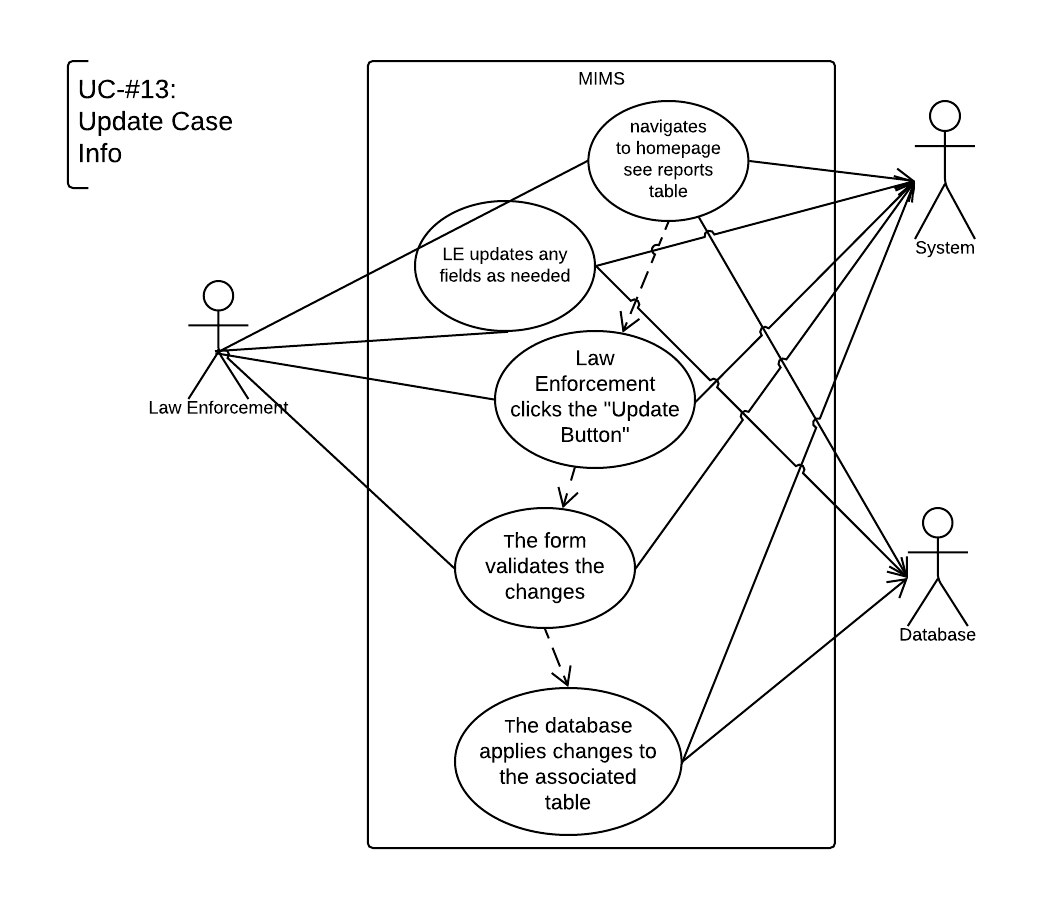 UC-#13:
Update Case
Info
MIMS
navigates
to homepage
see reports
table
LE updates any
fields as needed
Law
Enforcement
clicks the "Update
Button"
The form
validates the
changes
The database
applies changes to
the associated
table
Law Enforcement
System
Database